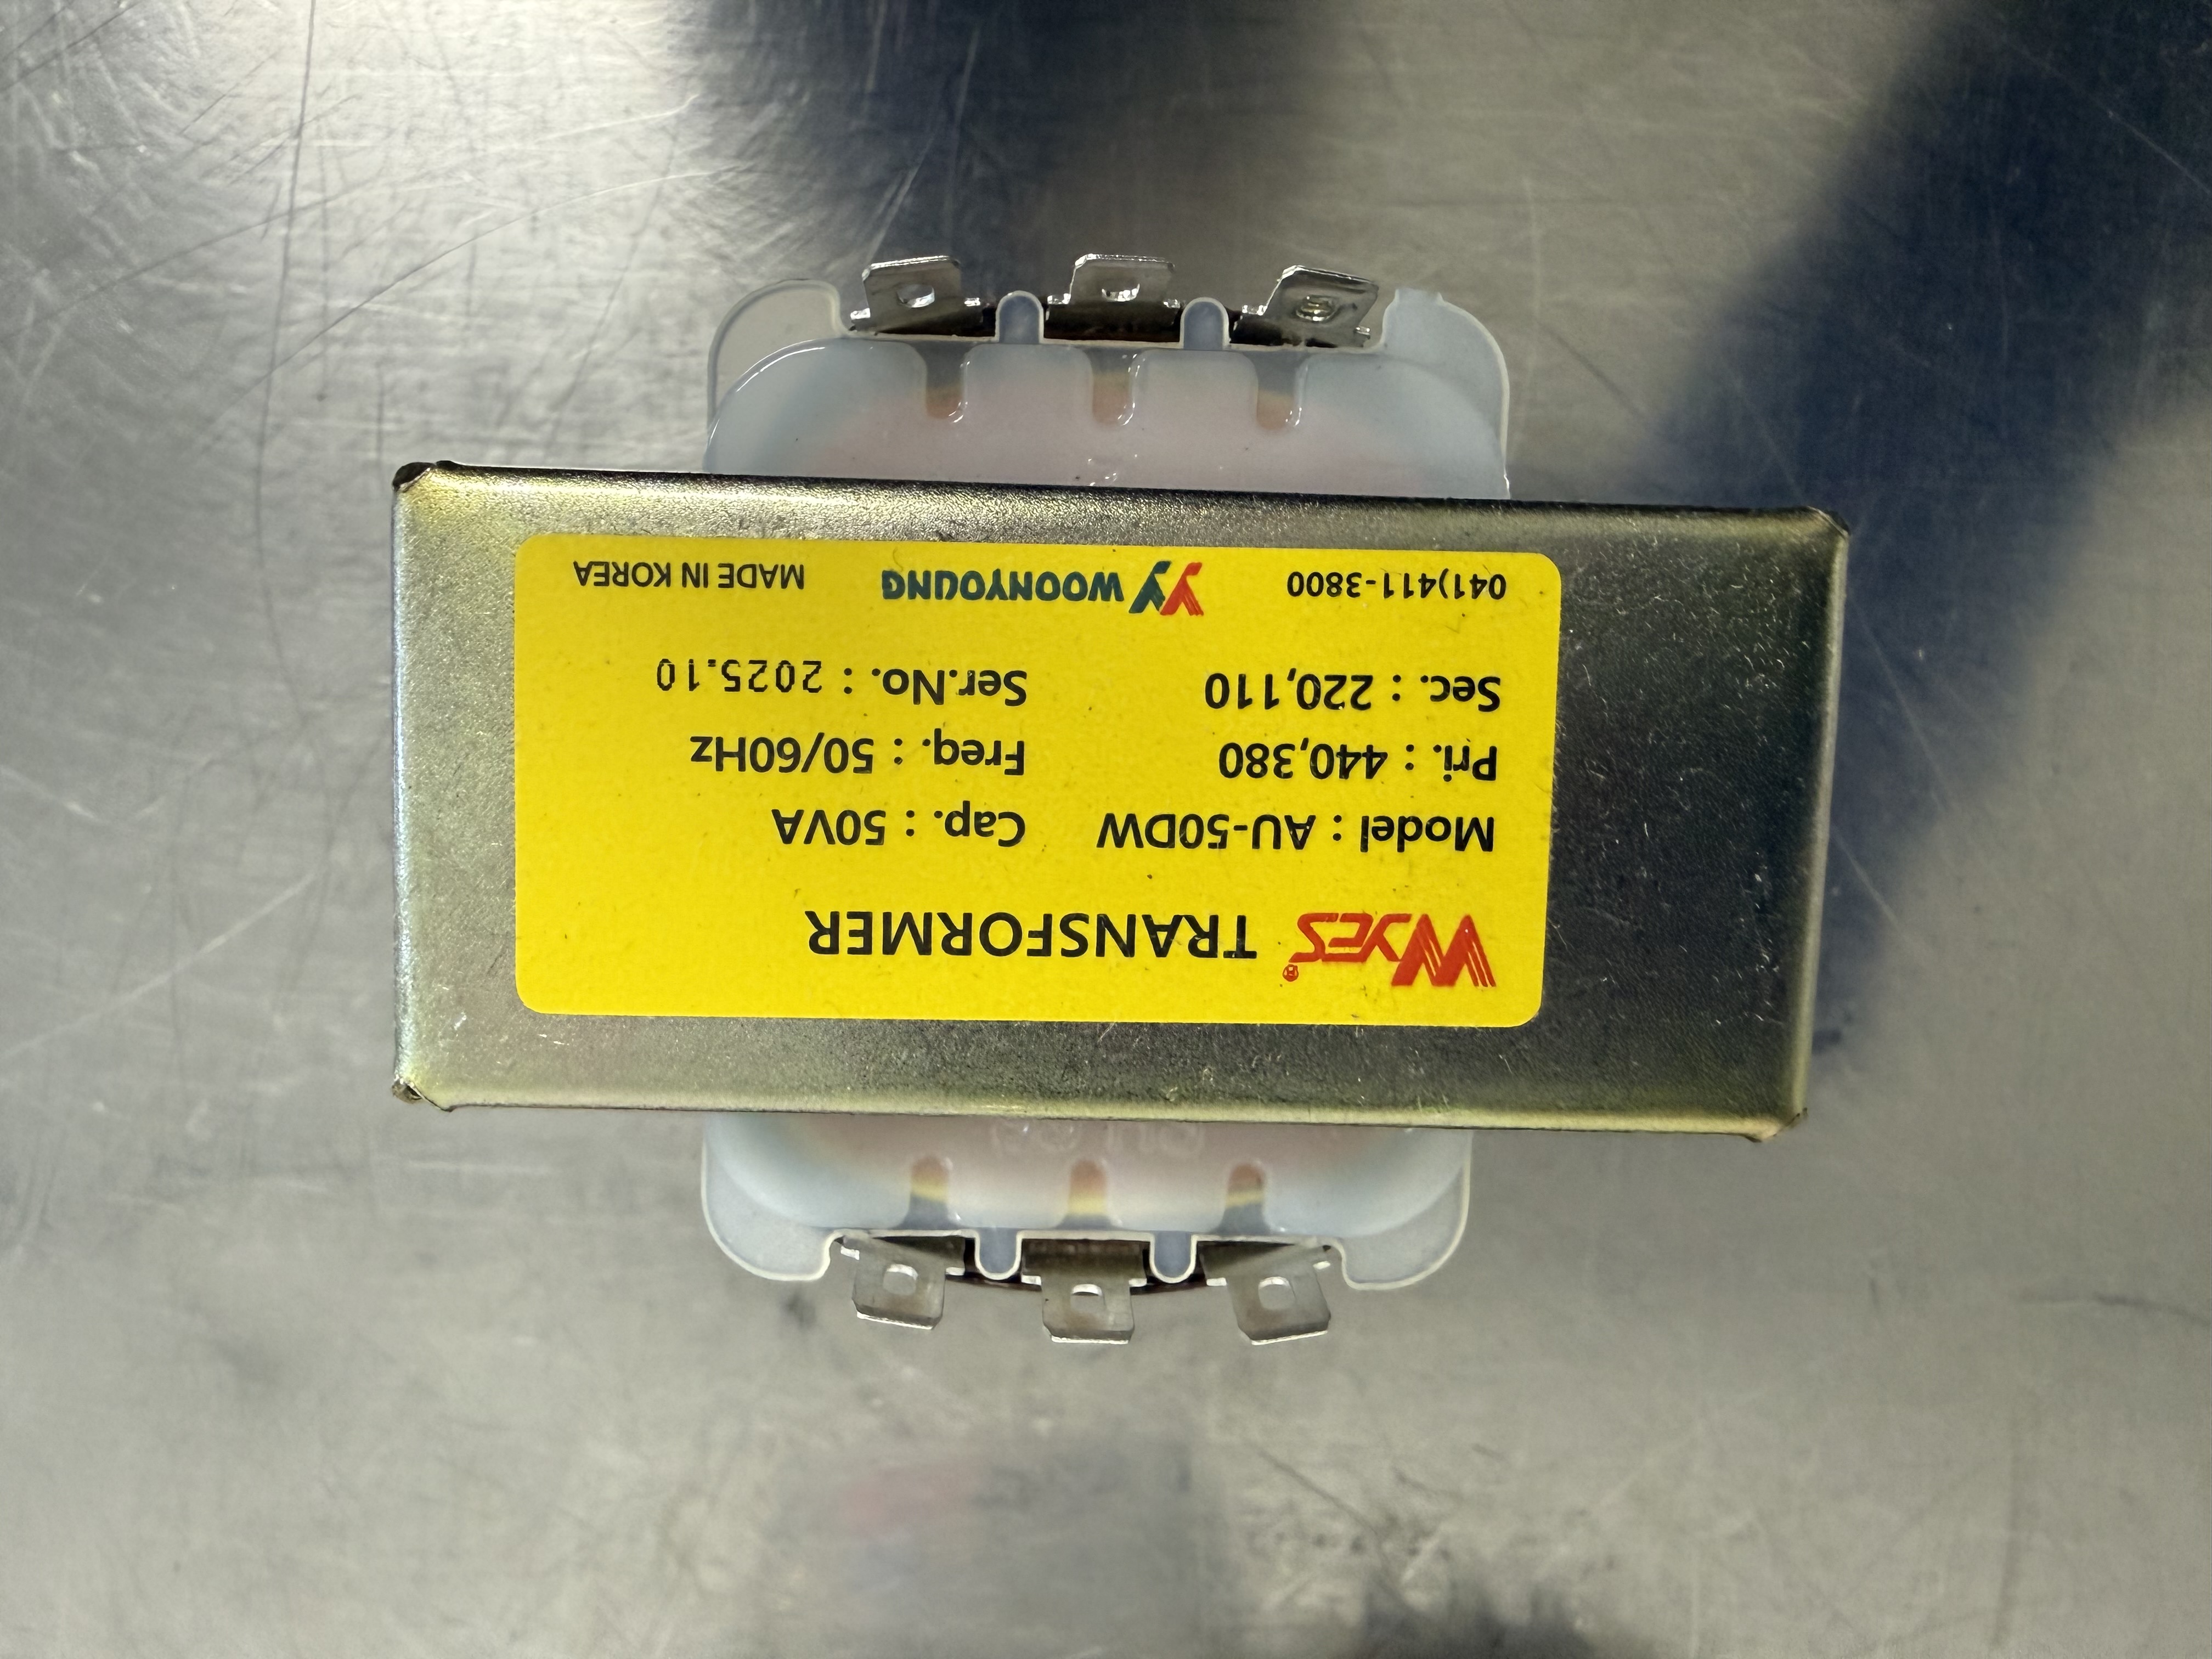 Wyes® TRANSFORMER
Model : AU-50DW Cap. : 50VA
Pri. : 440,380 Freq. : 50/60Hz
Sec. : 220,110 Ser.No. : 2025.10
041)411-3800 WOONYOUNG MADE IN KOREA